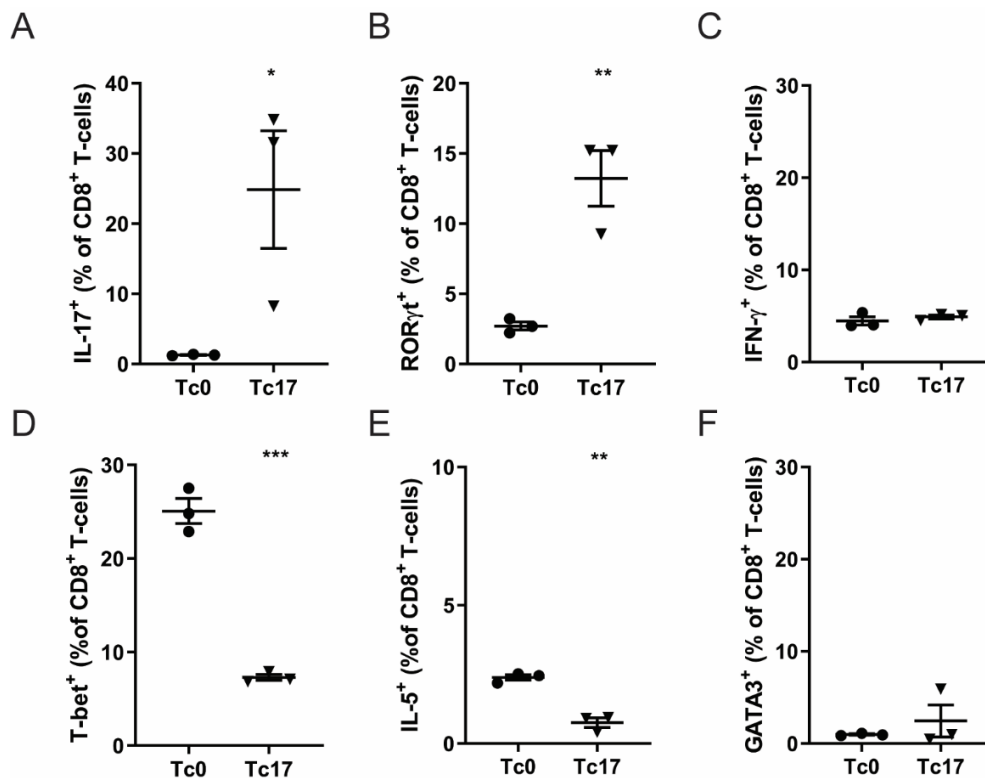 A
IL-17⁺ (% of CD8⁺ T-cells)
40
30
20
10
0
*
Tc0 Tc17
B
RORγt⁺ (% of CD8⁺ T-cells)
20
15
10
5
0
**
Tc0 Tc17
C
IFN-γ⁺ (% of CD8⁺ T-cells)
30
20
10
0
Tc0 Tc17
D
T-bet⁺ (%of CD8⁺ T-cells)
30
20
10
0
***
Tc0 Tc17
E
IL-5⁺ (%of CD8⁺ T-cells)
10
5
0
**
Tc0 Tc17
F
GATA3⁺ (% of CD8⁺ T-cells)
30
20
10
0
Tc0 Tc17